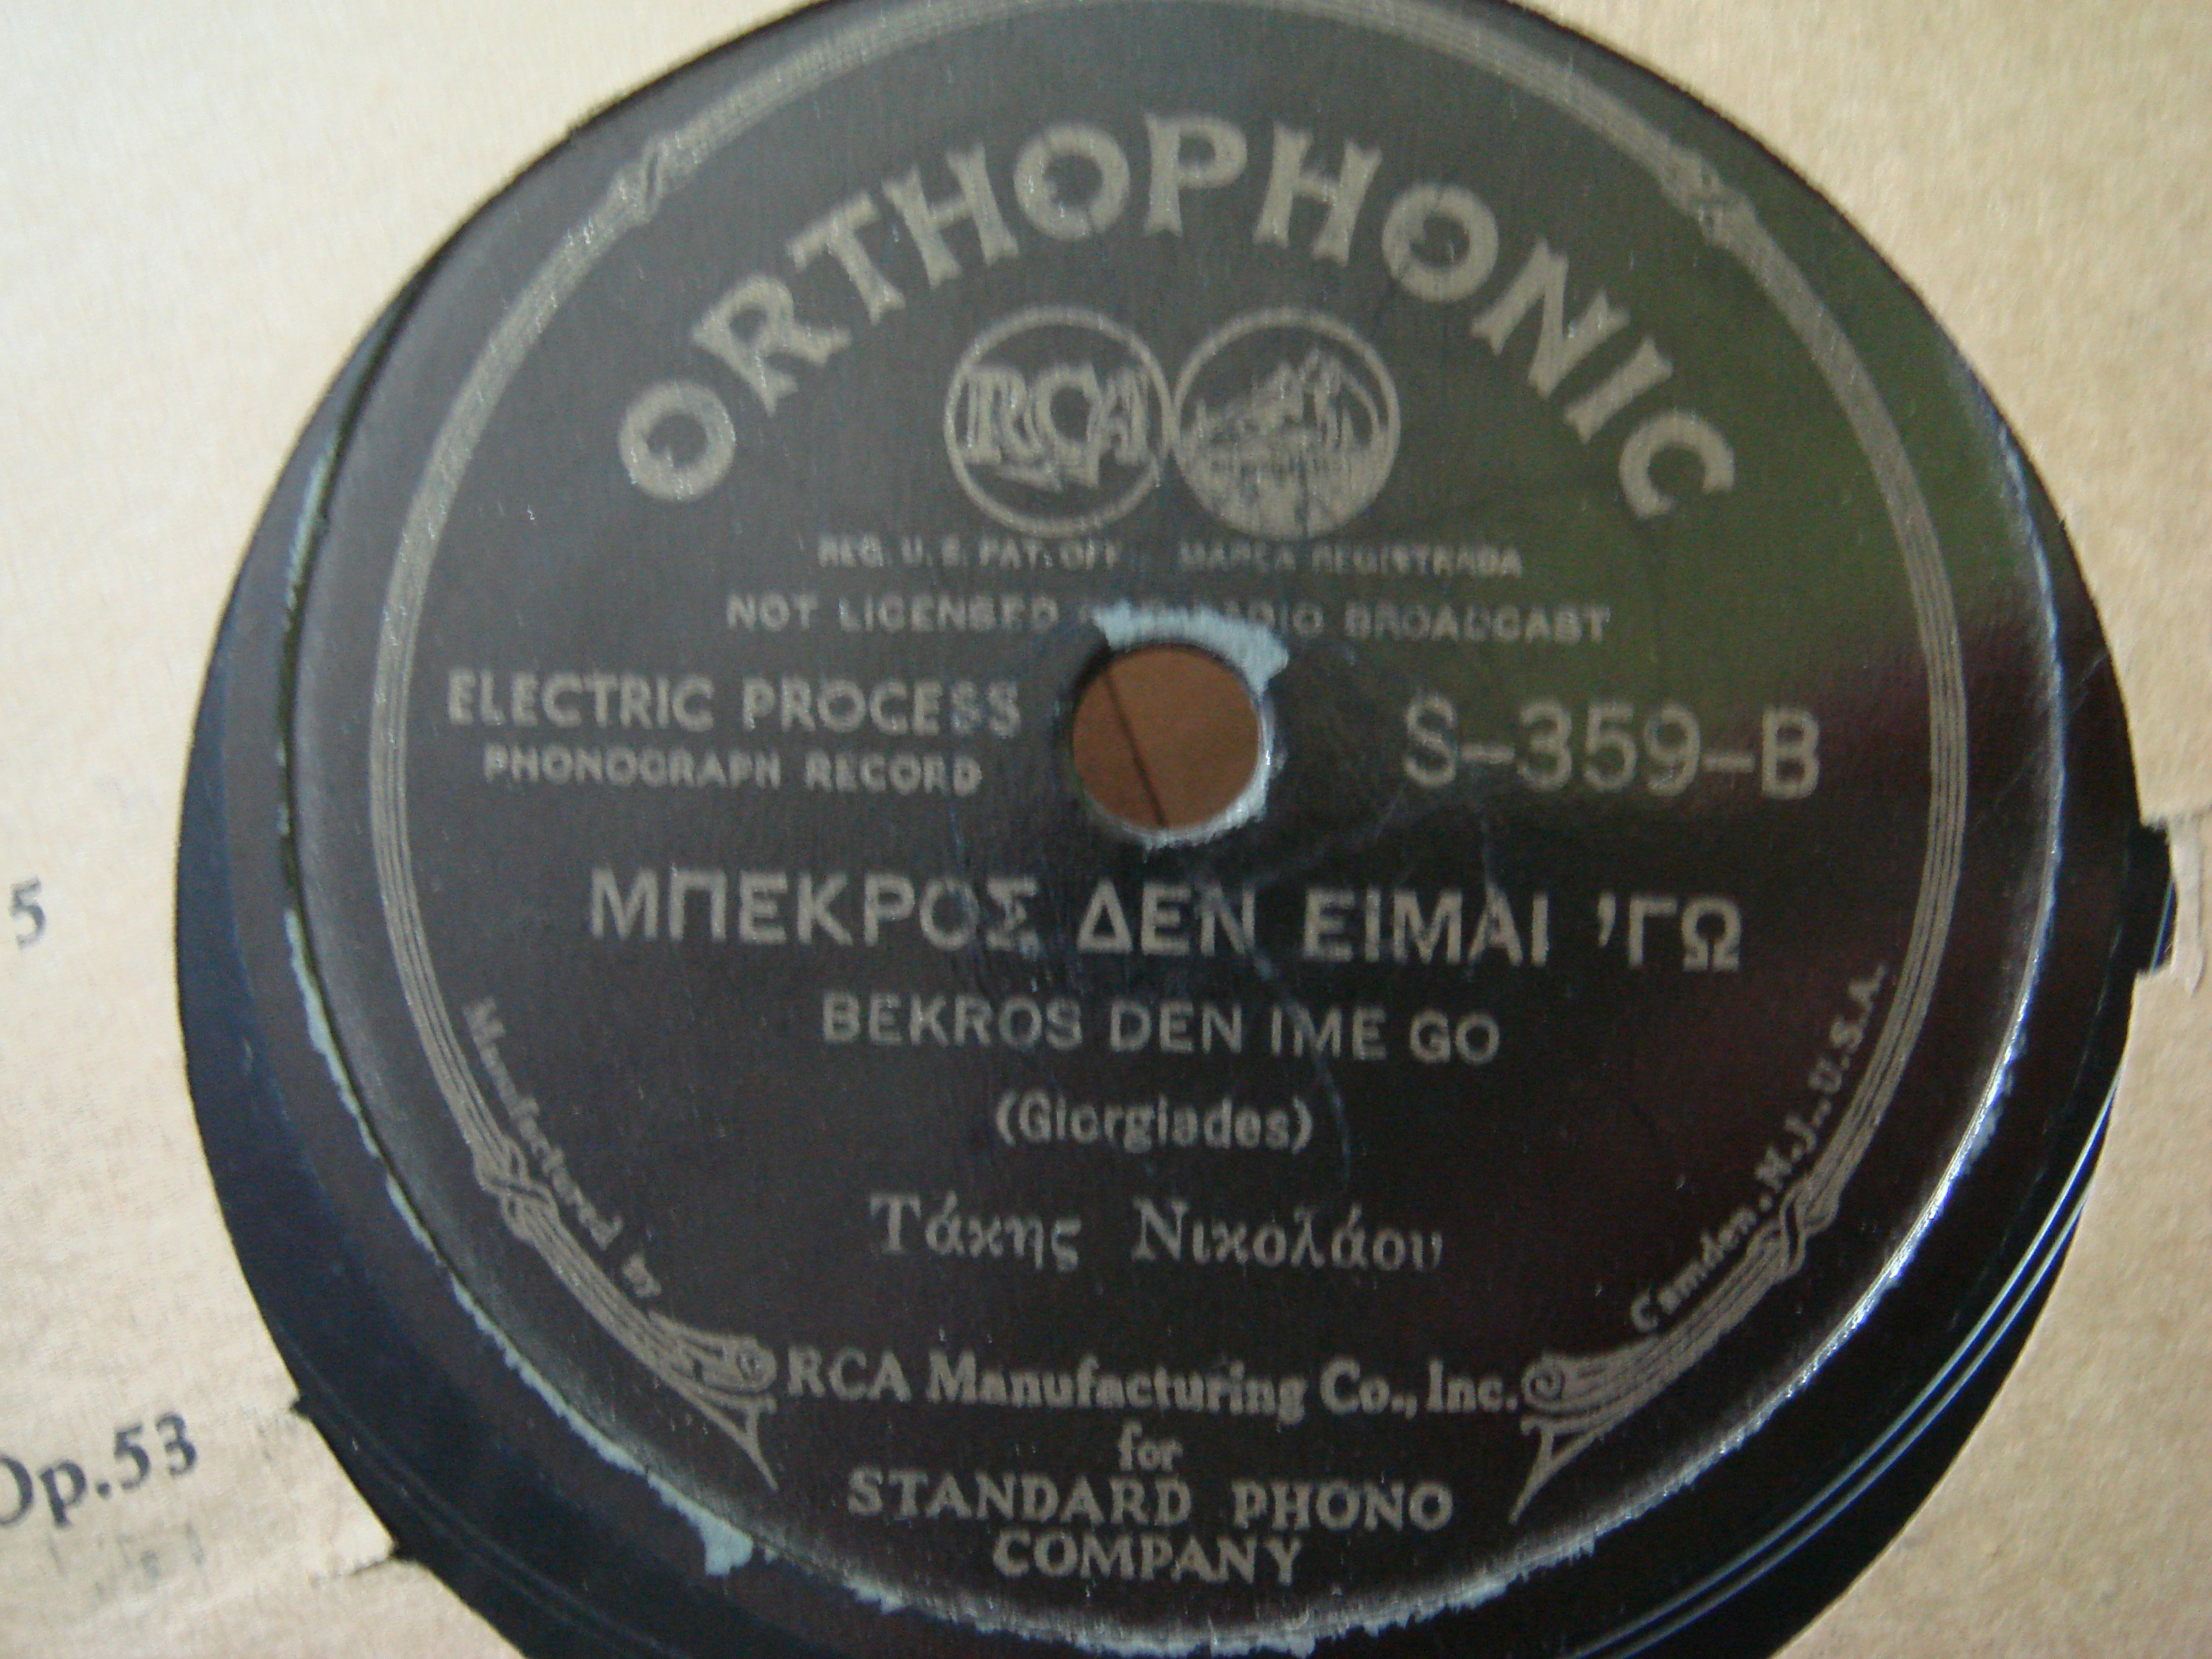 ORTHOPHONIC
RCA
REG. U. S. PAT. OFF. MARCA REGISTRADA
NOT LICENSED RADIO BROADCAST
ELECTRIC PROCESS
PHONOGRAPH RECORD
S-359-B
ΜΠΕΚΡΟΣ ΔΕΝ ΕΙΜΑΙ 'ΓΩ
BEKROS DEN IME GO
(Giorgiades)
Τάκης Νικολάου
Manufactured by
RCA Manufacturing Co., Inc.
Camden, N.J., U.S.A.
for
STANDARD PHONO
COMPANY
5
Op.53